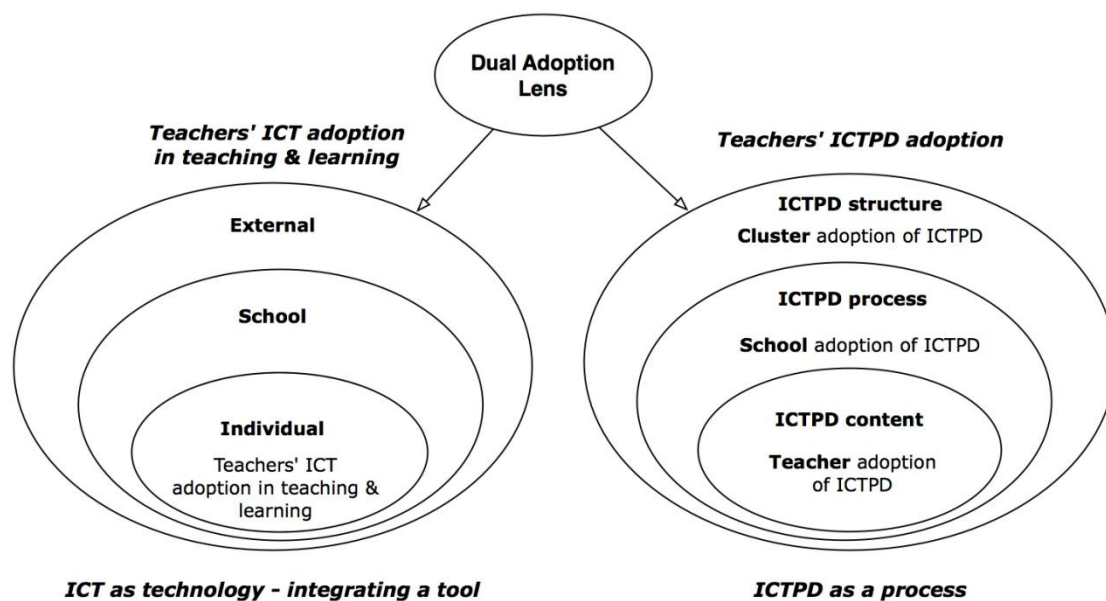 Dual Adoption
Lens
Teachers' ICT adoption
in teaching & learning
External
School
Individual
Teachers' ICT
adoption in teaching &
learning
ICT as technology - integrating a tool
Teachers' ICTPD adoption
ICTPD structure
Cluster adoption of ICTPD
ICTPD process
School adoption of ICTPD
ICTPD content
Teacher adoption
of ICTPD
ICTPD as a process